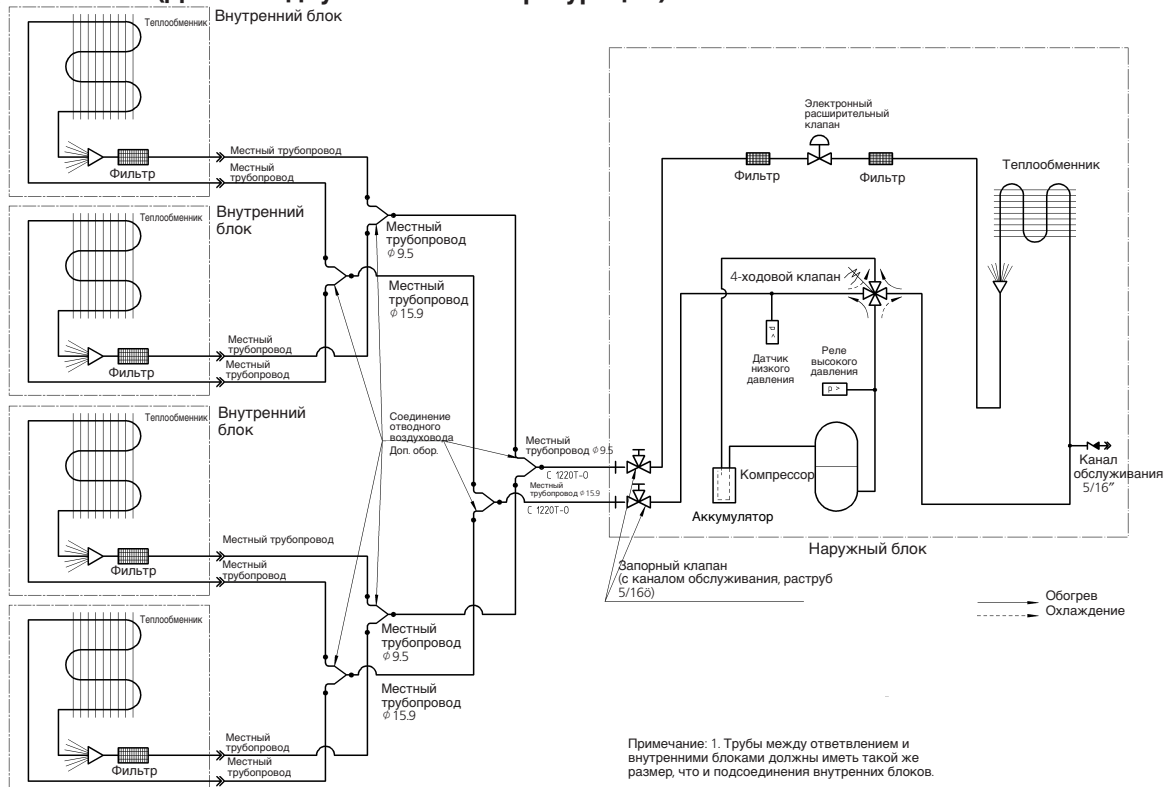 Внутренний блок
Теплообменник
Фильтр
Местный трубопровод
Местный
трубопровод
Внутренний
блок
Теплообменник
Фильтр
Местный
трубопровод
Местный
трубопровод
Внутренний
блок
Теплообменник
Фильтр
Местный трубопровод
Местный
трубопровод
Теплообменник
Фильтр
Местный
трубопровод
Местный
трубопровод
Местный
трубопровод
φ 9.5
Местный
трубопровод
φ 15.9
Соединение
отводного
воздуховода
Доп. обор.
Местный
трубопровод φ 9.5
C 1220T-O
Местный
трубопровод φ 15.9
C 1220T-O
Местный
трубопровод
φ 9.5
Местный
трубопровод
φ 15.9
Электронный
расширительный
клапан
Фильтр
Фильтр
Теплообменник
4-ходовой клапан
p <
Датчик
низкого
давления
Реле
высокого
давления
p >
Компрессор
Аккумулятор
Канал
обслуживания
5/16"
Наружный блок
Запорный клапан
(с каналом обслуживания, раструб
5/16ö)
Обогрев
Охлаждение
Примечание: 1. Трубы между ответвлением и
внутренними блоками должны иметь такой же
размер, что и подсоединения внутренних блоков.